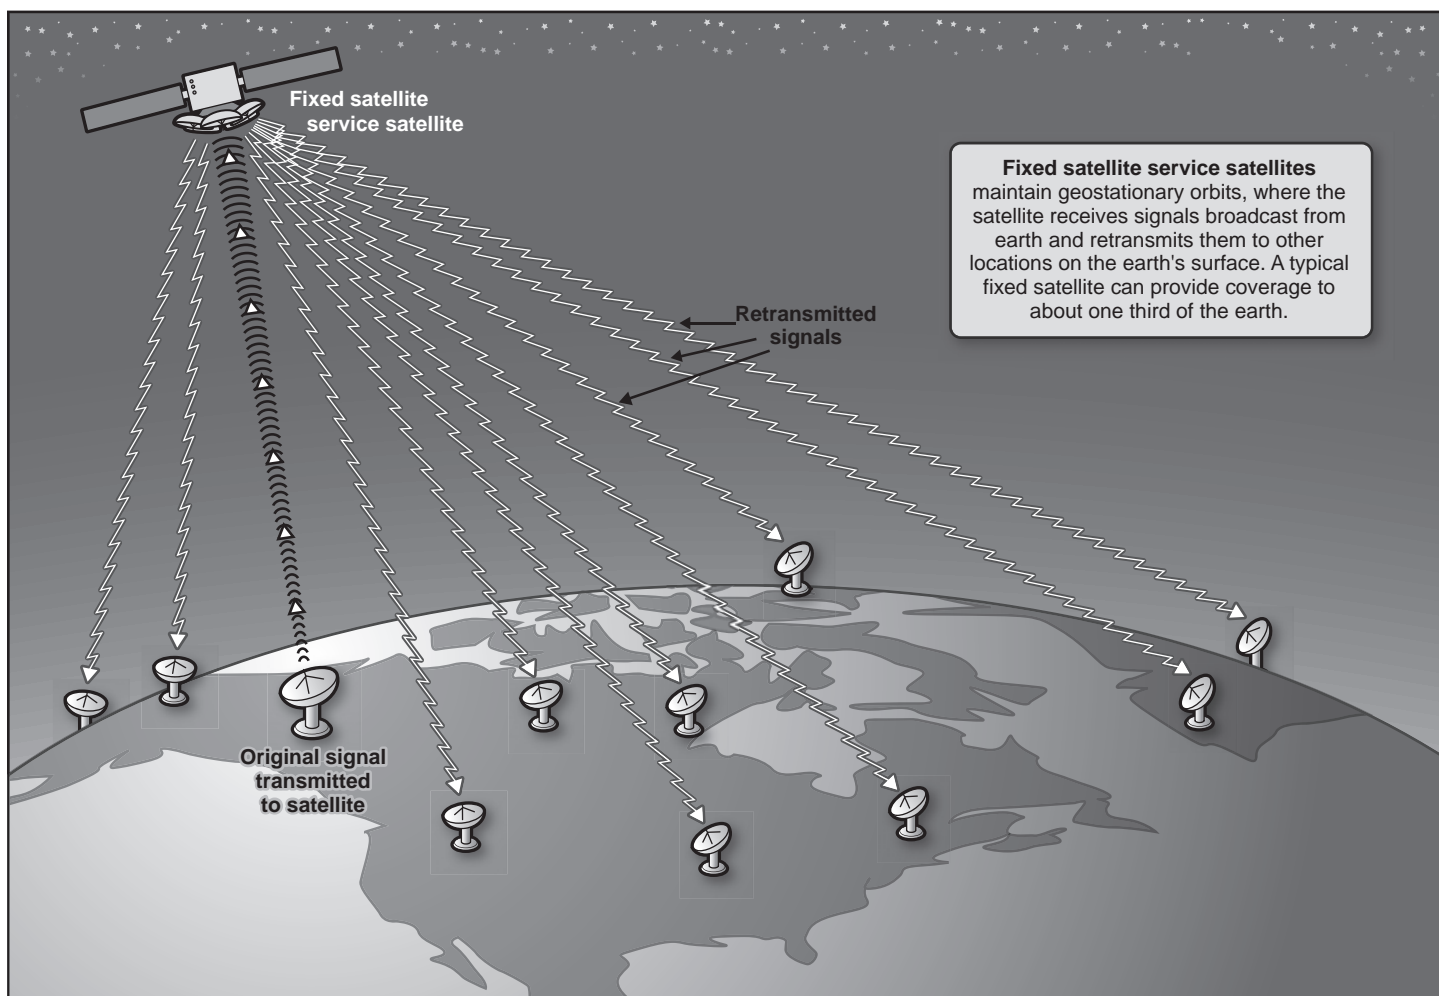 Fixed satellite
service satellite
Fixed satellite service satellites
maintain geostationary orbits, where the
satellite receives signals broadcast from
earth and retransmits them to other
locations on the earth's surface. A typical
fixed satellite can provide coverage to
about one third of the earth.
Retransmitted
signals
Original signal
transmitted
to satellite